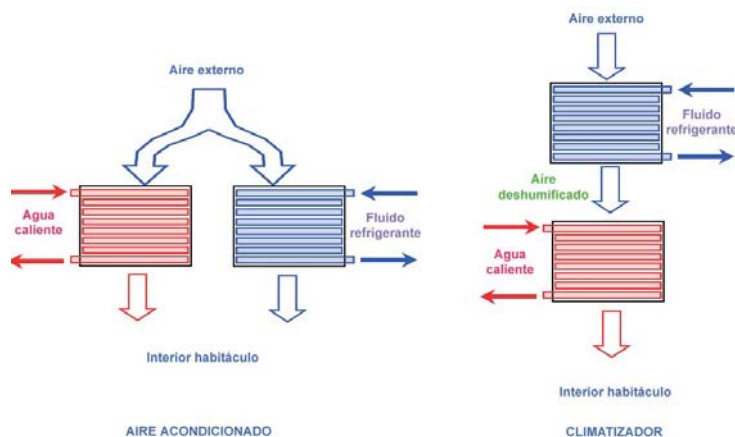 Aire externo
Agua
caliente
Fluido
refrigerante
Interior habitáculo
AIRE ACONDICIONADO
Aire externo
Fluido
refrigerante
Aire
deshumificado
Agua
caliente
Interior habitáculo
CLIMATIZADOR